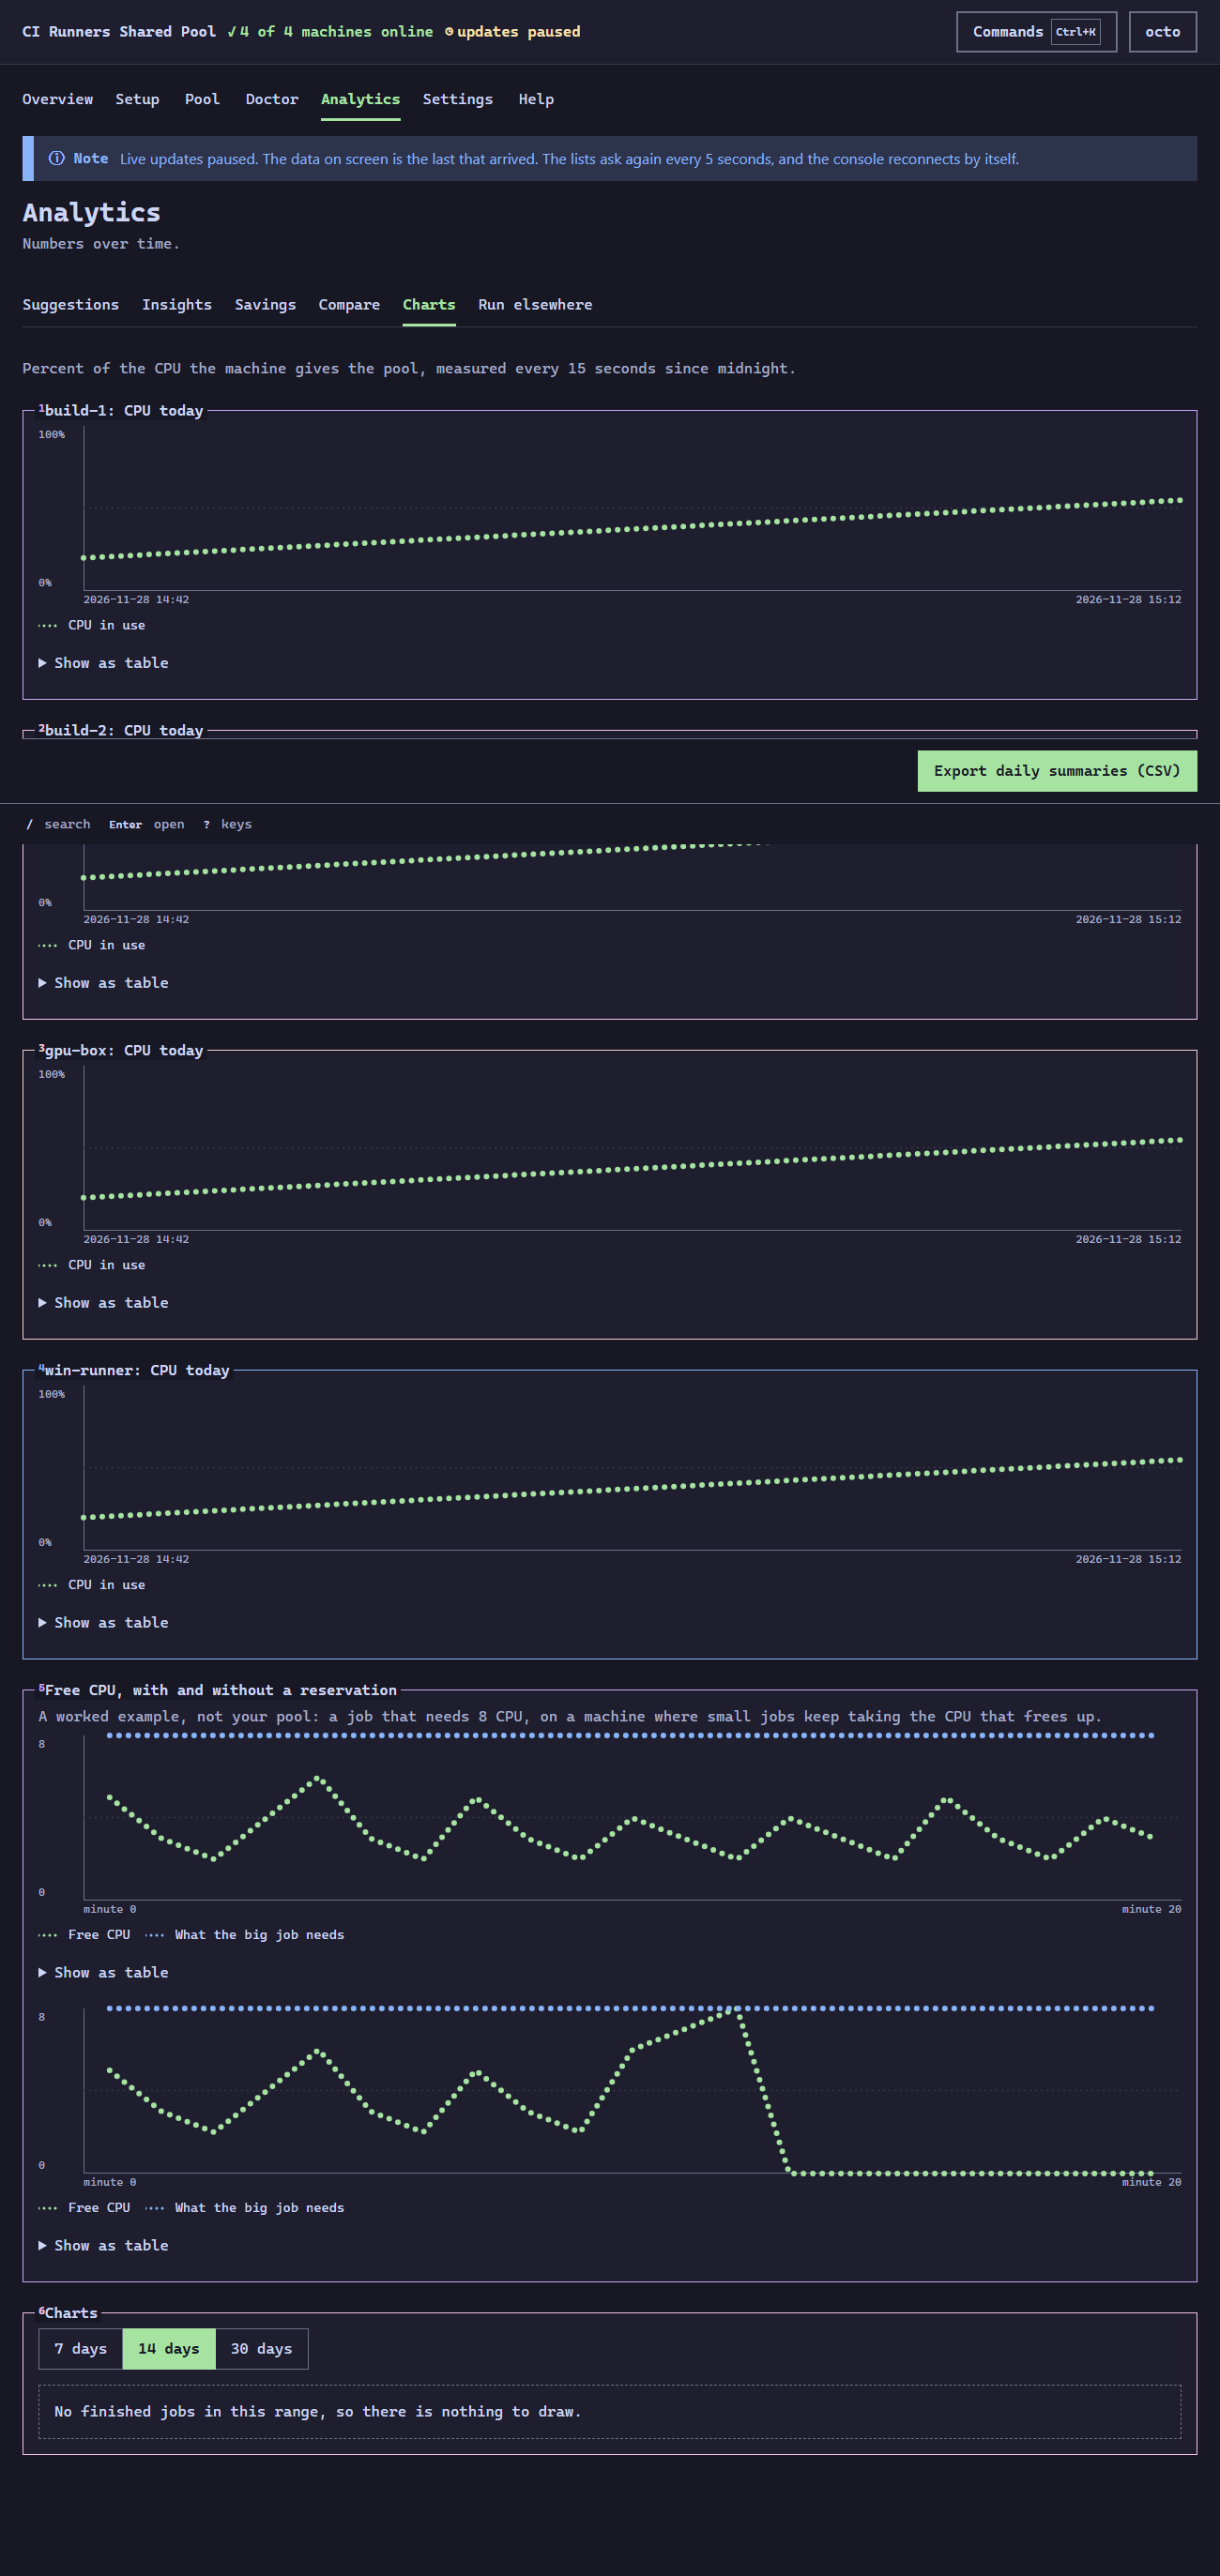 CI Runners Shared Pool ✓4 of 4 machines online updates paused
Commands Ctrl+K octo
Overview Setup Pool Doctor Analytics Settings Help
Note Live updates paused. The data on screen is the last that arrived. The lists ask again every 5 seconds, and the console reconnects by itself.
Analytics
Numbers over time.
Suggestions Insights Savings Compare Charts Run elsewhere
Percent of the CPU the machine gives the pool, measured every 15 seconds since midnight.
1build-1: CPU today
100%
0%
2026-11-28 14:42 2026-11-28 15:12
CPU in use
Show as table
2build-2: CPU today
Export daily summaries (CSV)
/ search Enter open ? keys
0%
2026-11-28 14:42 2026-11-28 15:12
CPU in use
Show as table
3gpu-box: CPU today
100%
0%
2026-11-28 14:42 2026-11-28 15:12
CPU in use
Show as table
4win-runner: CPU today
100%
0%
2026-11-28 14:42 2026-11-28 15:12
CPU in use
Show as table
5Free CPU, with and without a reservation
A worked example, not your pool: a job that needs 8 CPU, on a machine where small jobs keep taking the CPU that frees up.
8
0
minute 0 minute 20
Free CPU What the big job needs
Show as table
8
0
minute 0 minute 20
Free CPU What the big job needs
Show as table
6Charts
7 days 14 days 30 days
No finished jobs in this range, so there is nothing to draw.